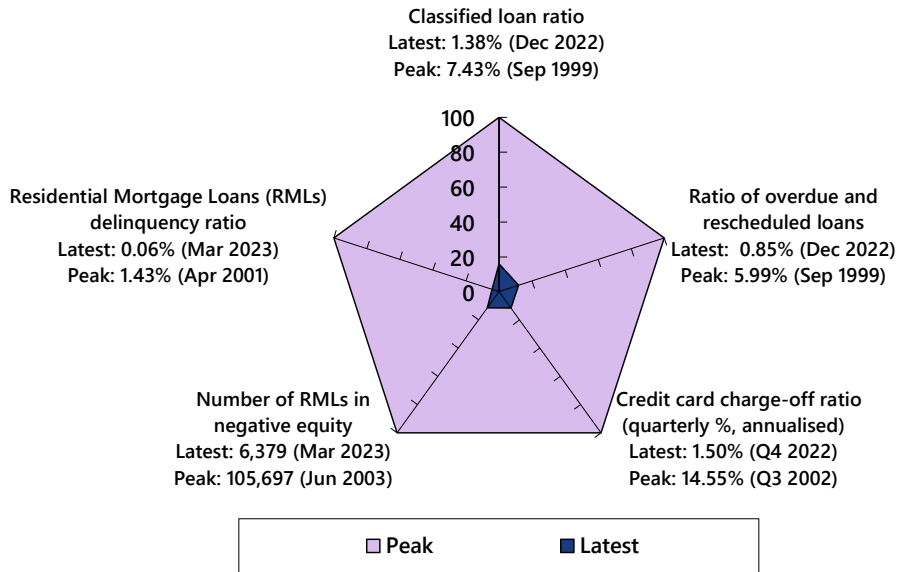 Classified loan ratio
Latest: 1.38% (Dec 2022)
Peak: 7.43% (Sep 1999)
100
80
60
40
20
0
Residential Mortgage Loans (RMLs)
delinquency ratio
Latest: 0.06% (Mar 2023)
Peak: 1.43% (Apr 2001)
Ratio of overdue and
rescheduled loans
Latest: 0.85% (Dec 2022)
Peak: 5.99% (Sep 1999)
Number of RMLs in
negative equity
Latest: 6,379 (Mar 2023)
Peak: 105,697 (Jun 2003)
Credit card charge-off ratio
(quarterly %, annualised)
Latest: 1.50% (Q4 2022)
Peak: 14.55% (Q3 2002)
Peak
Latest